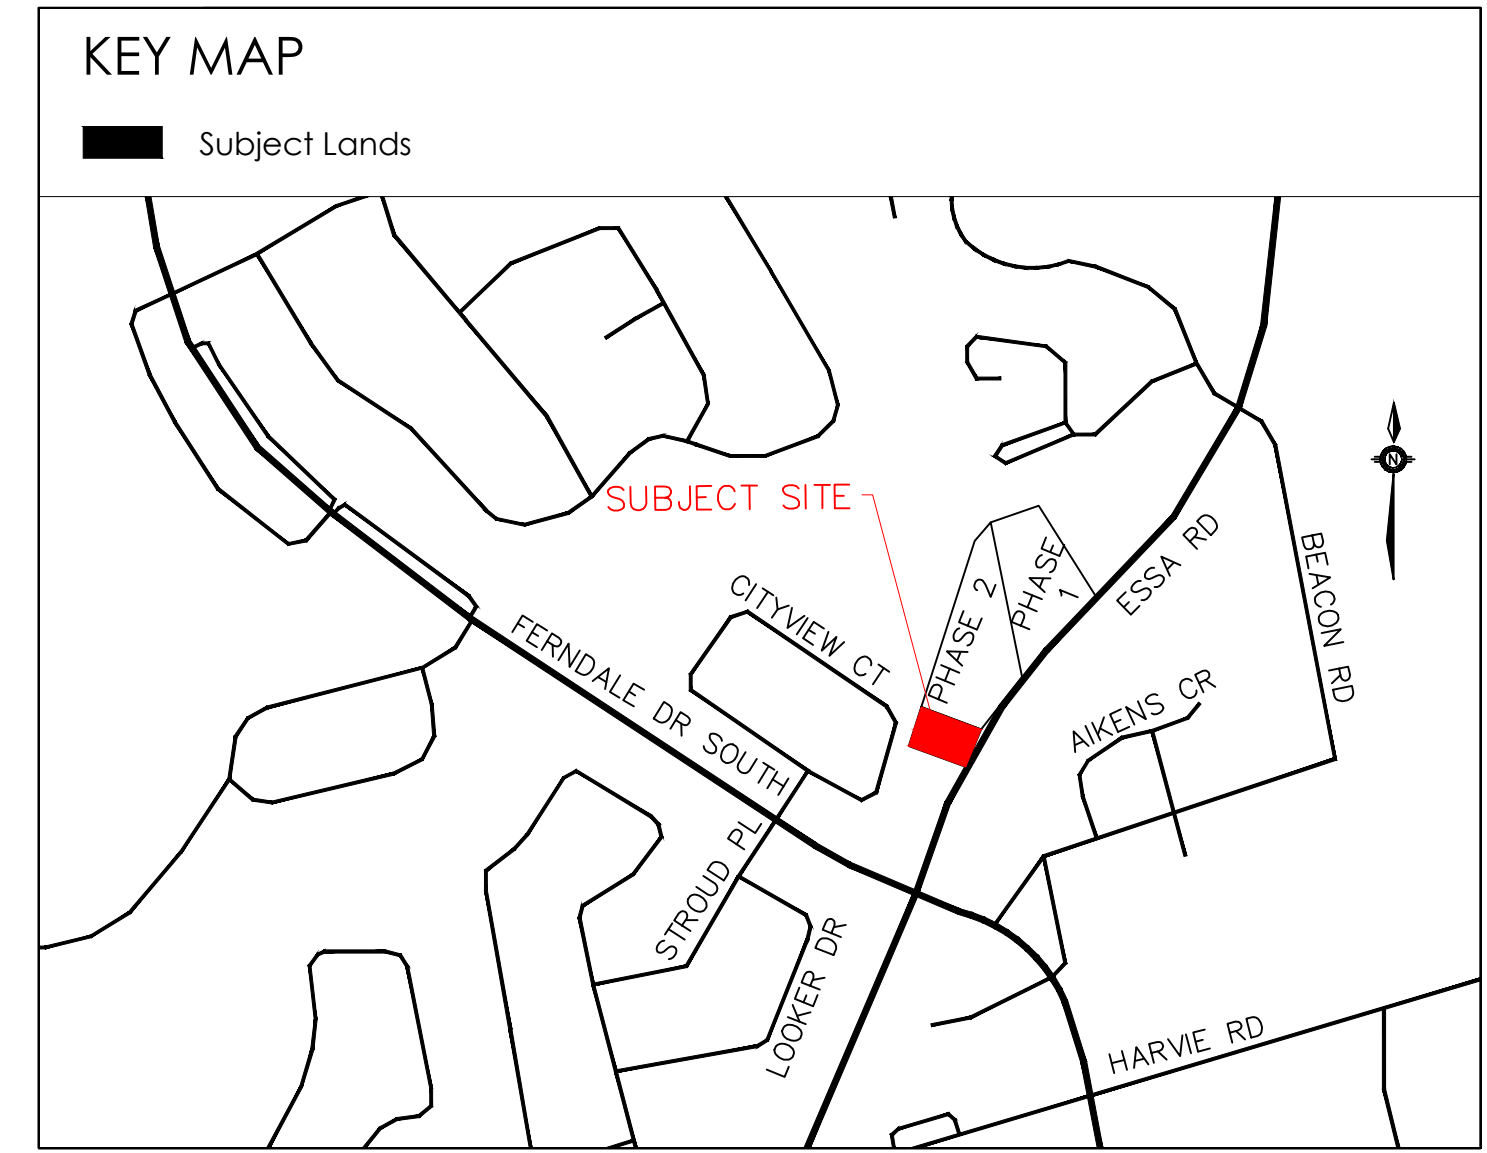 KEY MAP
Subject Lands
SUBJECT SITE
N
PHASE 2
PHASE
1
ESSA RD
BEACON RD
CITYVIEW CT
FERNDALE DR SOUTH
AIKENS CR
STROUD PL
LOOKER DR
HARVIE RD